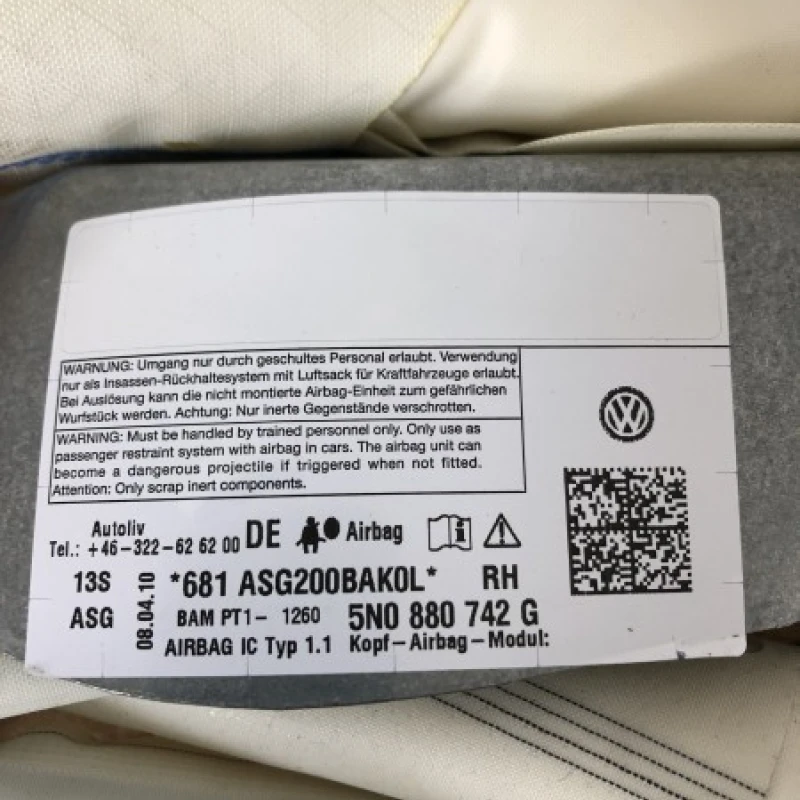 WARNUNG: Umgang nur durch geschultes Personal erlaubt. Verwendung
nur als Insassen-Rückhaltesystem mit Luftsack für Kraftfahrzeuge erlaubt.
Bei Auslösung kann die nicht montierte Airbag-Einheit zum gefährlichen
Wurfstück werden. Achtung: Nur inerte Gegenstände verschrotten.
WARNING: Must be handled by trained personnel only. Only use as
passenger restraint system with airbag in cars. The airbag unit can
become a dangerous projectile if triggered when not fitted.
Attention: Only scrap inert components.
Autoliv
Tel.: +46-322-62 62 00 DE Airbag
13S *681 ASG200BAK0L* RH
ASG 08.04.10 BAM PT1- 1260 5N0 880 742 G
AIRBAG IC Typ 1.1 Kopf-Airbag-Modul: